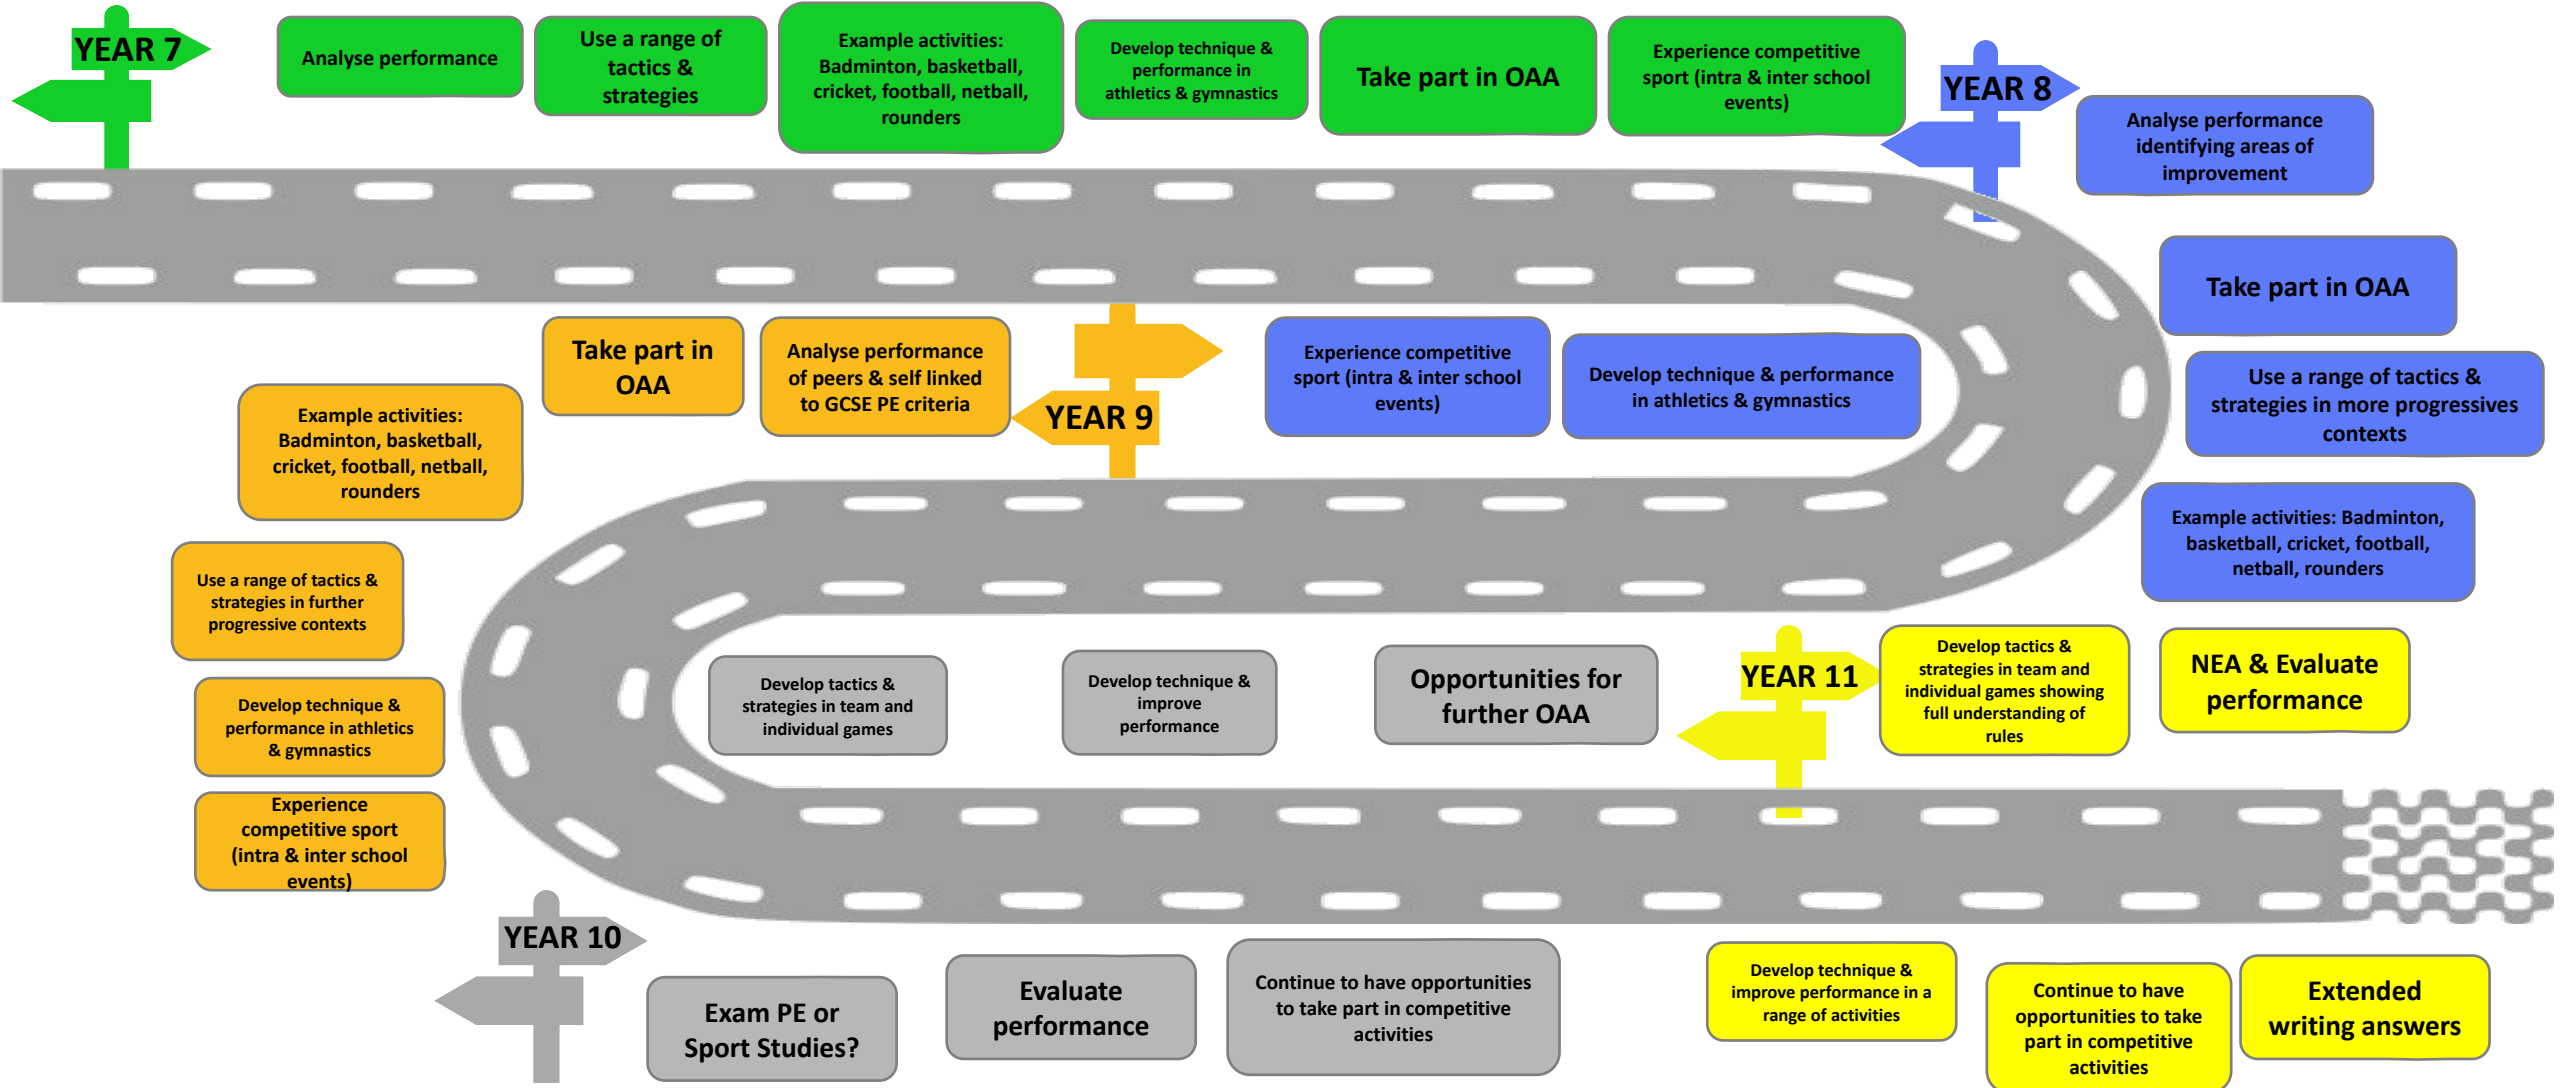 YEAR 7
Analyse performance
Use a range of
tactics &
strategies
Example activities:
Badminton, basketball,
cricket, football, netball,
rounders
Develop technique &
performance in
athletics & gymnastics
Take part in OAA
Experience competitive
sport (intra & inter school
events)
YEAR 8
Analyse performance
identifying areas of
improvement
Take part in OAA
Use a range of tactics &
strategies in more progressives
contexts
Example activities: Badminton,
basketball, cricket, football,
netball, rounders
Develop technique & performance
in athletics & gymnastics
Experience competitive
sport (intra & inter school
events)
YEAR 9
Analyse performance
of peers & self linked
to GCSE PE criteria
Take part in
OAA
Example activities:
Badminton, basketball,
cricket, football, netball,
rounders
Use a range of tactics &
strategies in further
progressive contexts
Develop technique &
performance in athletics
& gymnastics
Experience
competitive sport
(intra & inter school
events)
YEAR 10
Exam PE or
Sport Studies?
Evaluate
performance
Continue to have opportunities
to take part in competitive
activities
Develop tactics &
strategies in team and
individual games
Develop technique &
improve
performance
Opportunities for
further OAA
YEAR 11
Develop tactics &
strategies in team and
individual games showing
full understanding of
rules
NEA & Evaluate
performance
Develop technique &
improve performance in a
range of activities
Continue to have
opportunities to take
part in competitive
activities
Extended
writing answers